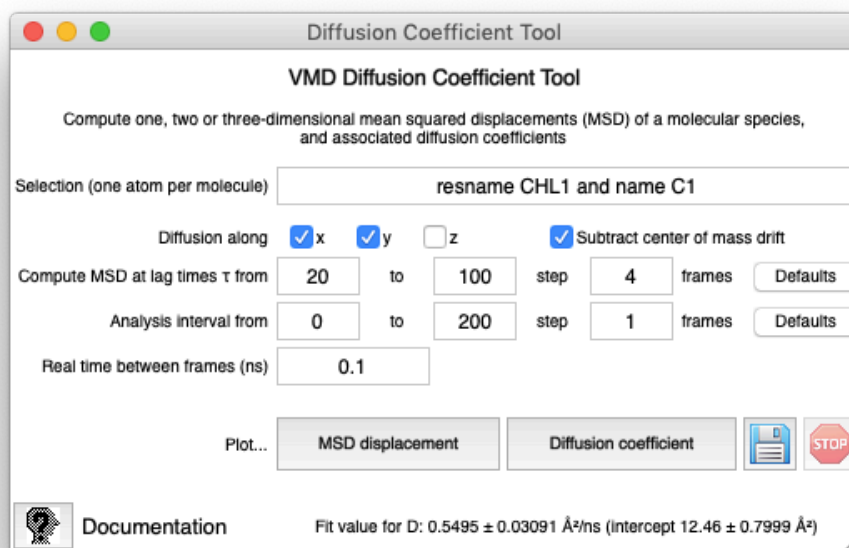 Diffusion Coefficient Tool
VMD Diffusion Coefficient Tool
Compute one, two or three-dimensional mean squared displacements (MSD) of a molecular species,
and associated diffusion coefficients
Selection (one atom per molecule) resname CHL1 and name C1
Diffusion along x y z Subtract center of mass drift
Compute MSD at lag times τ from 20 to 100 step 4 frames Defaults
Analysis interval from 0 to 200 step 1 frames Defaults
Real time between frames (ns) 0.1
Plot... MSD displacement Diffusion coefficient STOP
Documentation Fit value for D: 0.5495 ± 0.03091 Å²/ns (intercept 12.46 ± 0.7999 Å²)